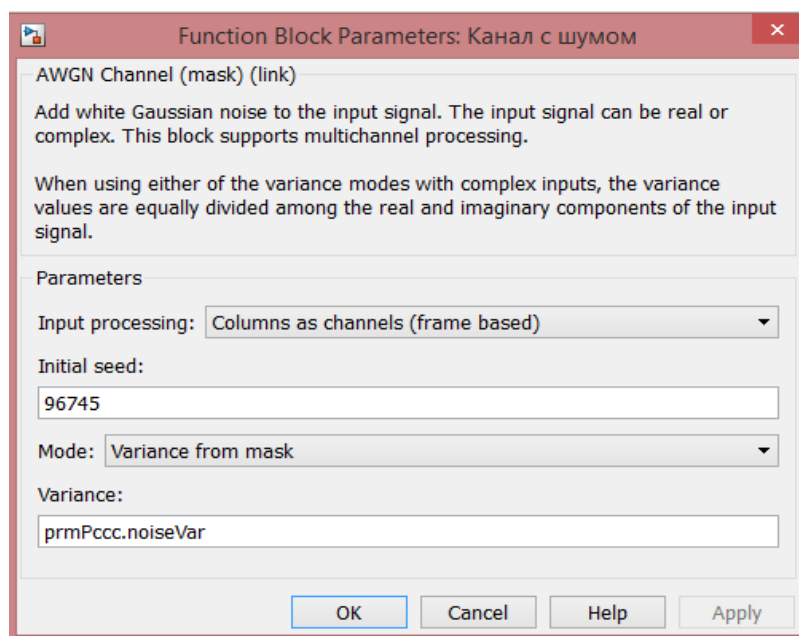 Function Block Parameters: Канал с шумом
AWGN Channel (mask) (link)
Add white Gaussian noise to the input signal. The input signal can be real or
complex. This block supports multichannel processing.
When using either of the variance modes with complex inputs, the variance
values are equally divided among the real and imaginary components of the input
signal.
Parameters
Input processing: Columns as channels (frame based)
Initial seed:
96745
Mode: Variance from mask
Variance:
prmPccc.noiseVar
OK Cancel Help Apply